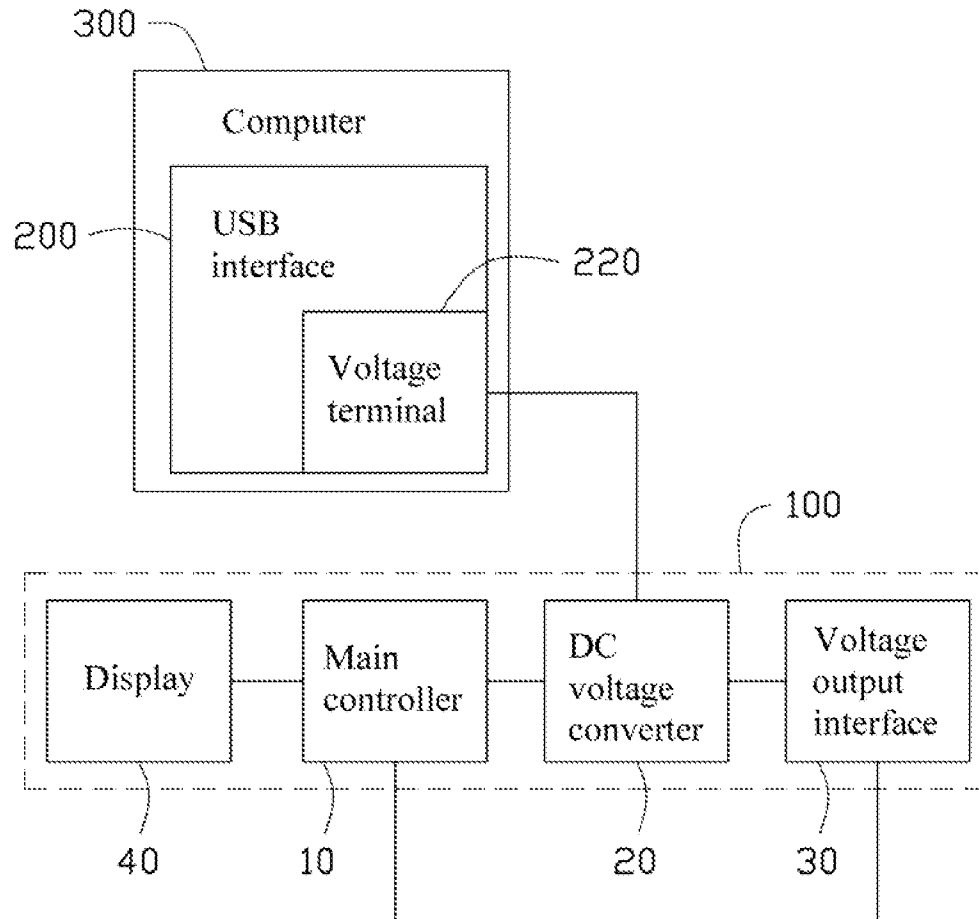 300
Computer
200
USB
interface
220
Voltage
terminal
100
Display
Main
controller
DC
voltage
converter
Voltage
output
interface
40
10
20
30